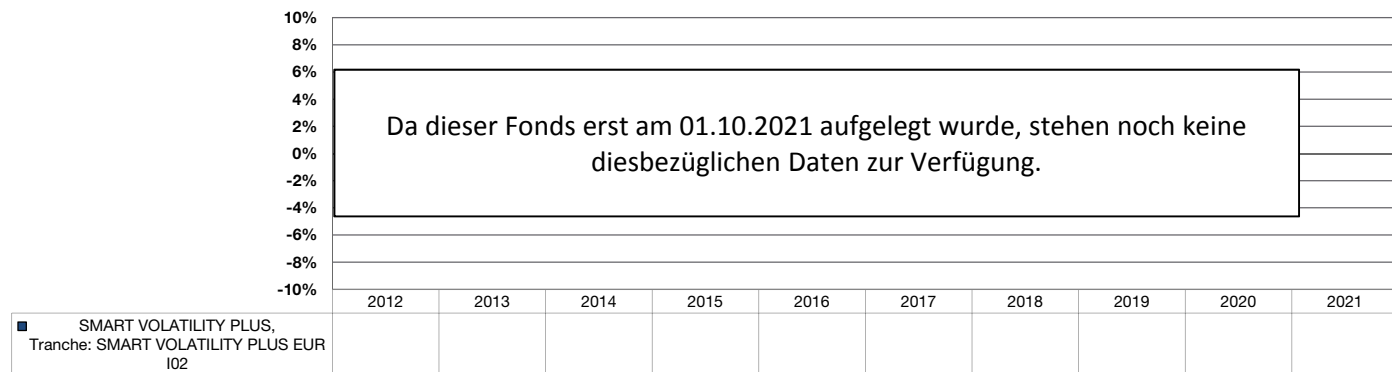 10%
8%
6%
4%
2%
0%
-2%
-4%
-6%
-8%
-10%
Da dieser Fonds erst am 01.10.2021 aufgelegt wurde, stehen noch keine
diesbezüglichen Daten zur Verfügung.
2012 2013 2014 2015 2016 2017 2018 2019 2020 2021
SMART VOLATILITY PLUS,
Tranche: SMART VOLATILITY PLUS EUR
I02